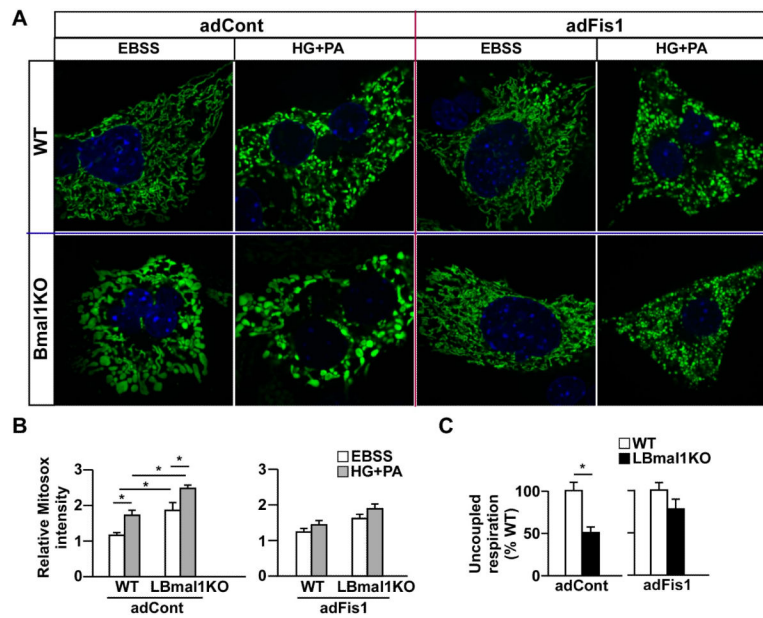 A
adCont adFis1
EBSS HG+PA EBSS HG+PA
WT
Bmal1KO
B
C
Relative Mitosox
intensity
3
2
1
0
*
*
*
*
EBSS
HG+PA
WT LBmal1KO
adCont
3
2
1
0
WT LBmal1KO
adFis1
WT
LBmal1KO
Uncoupled
respiration
(% WT)
100
50
0
*
adCont adFis1